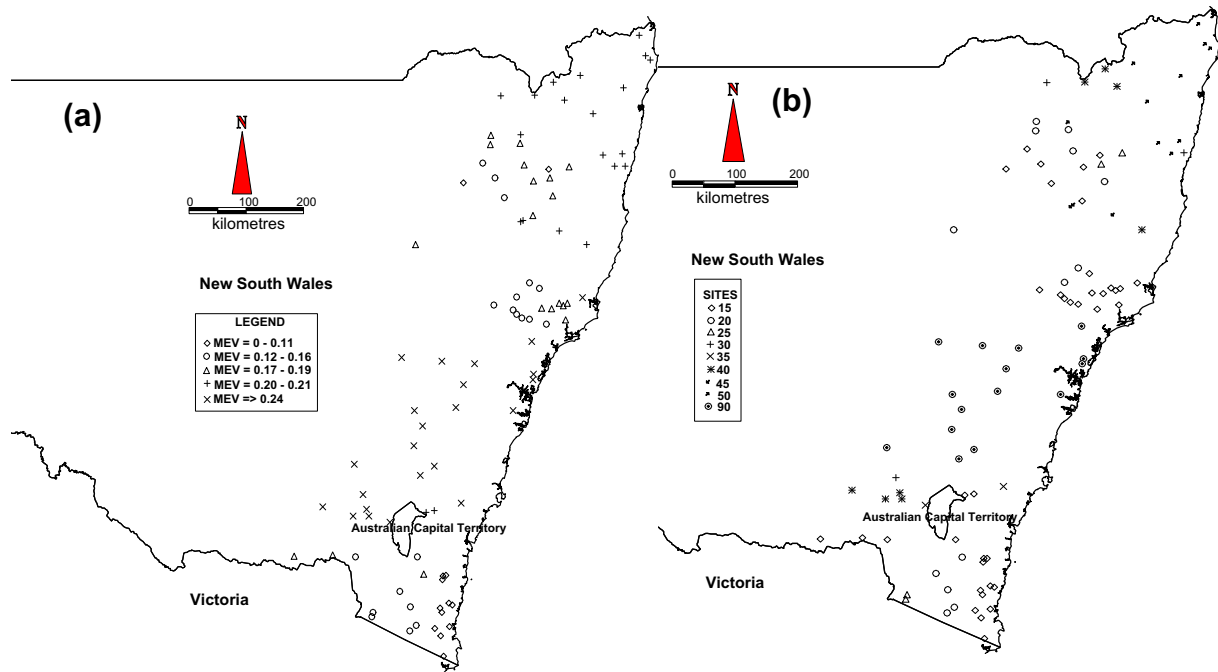 (a)
N
0 100 200
kilometres
New South Wales
LEGEND
MEV = 0 - 0.11
MEV = 0.12 - 0.16
MEV = 0.17 - 0.19
MEV = 0.20 - 0.21
MEV => 0.24
Australian Capital Territory
Victoria
(b)
N
0 100 200
kilometres
New South Wales
SITES
15
20
25
30
35
40
45
50
90
Australian Capital Territory
Victoria